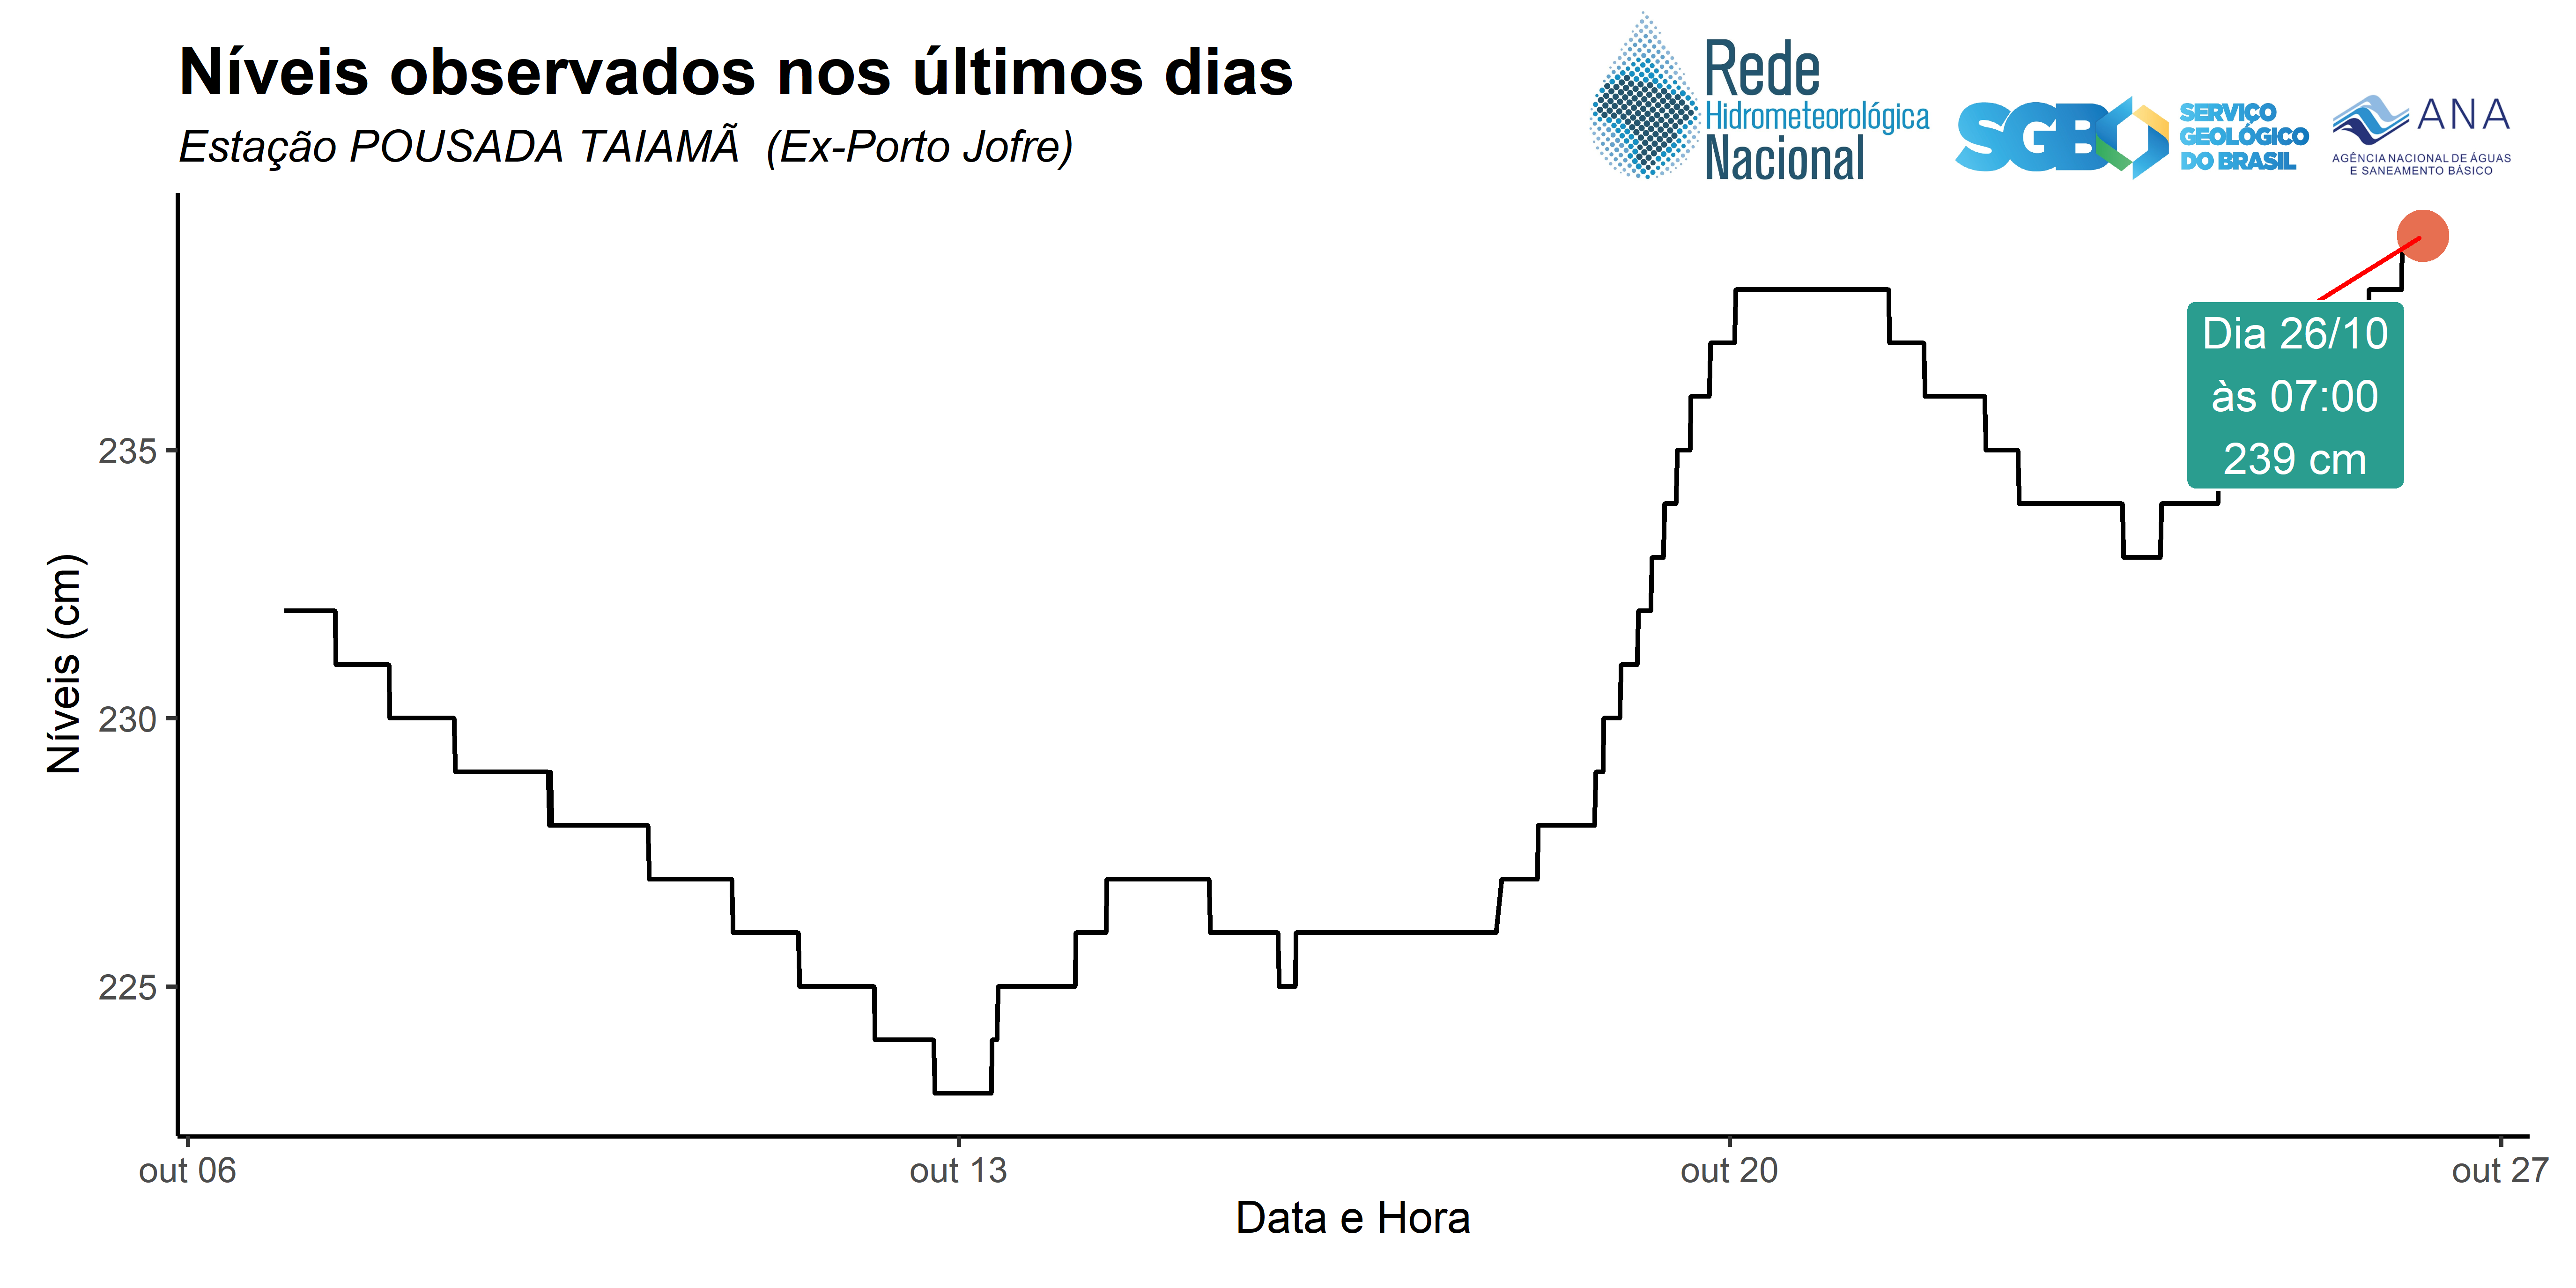 Níveis observados nos últimos dias
Estação POUSADA TAIAMÃ (Ex-Porto Jofre)
Rede
Hidrometeorológica
Nacional
SGB
SERVIÇO
GEOLÓGICO
DO BRASIL
ANA
AGÊNCIA NACIONAL DE ÁGUAS
E SANEAMENTO BÁSICO
Dia 26/10
às 07:00
239 cm
Níveis (cm)
235
230
225
out 06
out 13
out 20
out 27
Data e Hora